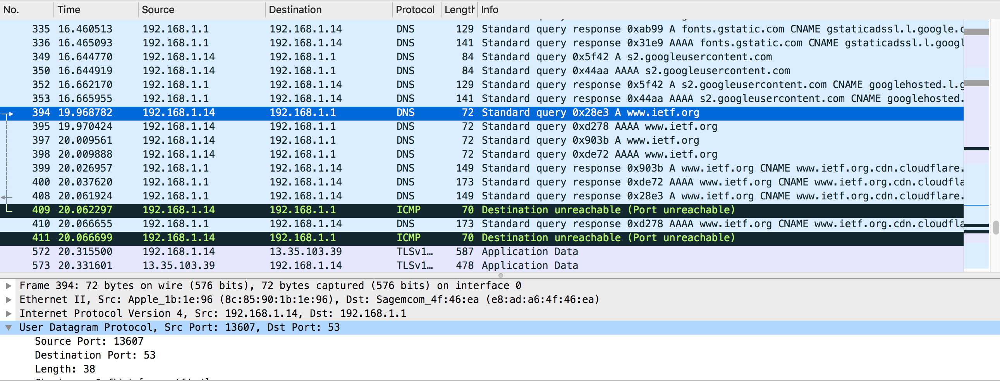 No. Time Source Destination Protocol Length Info
335 16.460513 192.168.1.1 192.168.1.14 DNS 129 Standard query response 0xab99 A fonts.gstatic.com CNAME gstaticadssl.l.google.c
336 16.465093 192.168.1.1 192.168.1.14 DNS 141 Standard query response 0x31e9 AAAA fonts.gstatic.com CNAME gstaticadssl.l.googl
349 16.644770 192.168.1.14 192.168.1.1 DNS 84 Standard query 0x5f42 A s2.googleusercontent.com
350 16.644919 192.168.1.14 192.168.1.1 DNS 84 Standard query 0x44aa AAAA s2.googleusercontent.com
352 16.662170 192.168.1.1 192.168.1.14 DNS 129 Standard query response 0x5f42 A s2.googleusercontent.com CNAME googlehosted.l.g
353 16.665955 192.168.1.1 192.168.1.14 DNS 141 Standard query response 0x44aa AAAA s2.googleusercontent.com CNAME googlehosted.
394 19.968782 192.168.1.14 192.168.1.1 DNS 72 Standard query 0x28e3 A www.ietf.org
395 19.970424 192.168.1.14 192.168.1.1 DNS 72 Standard query 0xd278 AAAA www.ietf.org
397 20.009561 192.168.1.14 192.168.1.1 DNS 72 Standard query 0x903b A www.ietf.org
398 20.009888 192.168.1.14 192.168.1.1 DNS 72 Standard query 0xde72 AAAA www.ietf.org
399 20.026957 192.168.1.1 192.168.1.14 DNS 149 Standard query response 0x903b A www.ietf.org CNAME www.ietf.org.cdn.cloudflare.
400 20.037620 192.168.1.1 192.168.1.14 DNS 173 Standard query response 0xde72 AAAA www.ietf.org CNAME www.ietf.org.cdn.cloudfla
408 20.061924 192.168.1.1 192.168.1.14 DNS 149 Standard query response 0x28e3 A www.ietf.org CNAME www.ietf.org.cdn.cloudflare.
409 20.062297 192.168.1.14 192.168.1.1 ICMP 70 Destination unreachable (Port unreachable)
410 20.066655 192.168.1.1 192.168.1.14 DNS 173 Standard query response 0xd278 AAAA www.ietf.org CNAME www.ietf.org.cdn.cloudfla
411 20.066699 192.168.1.14 192.168.1.1 ICMP 70 Destination unreachable (Port unreachable)
572 20.315500 192.168.1.14 13.35.103.39 TLSv1… 587 Application Data
573 20.331601 13.35.103.39 192.168.1.14 TLSv1… 478 Application Data
Frame 394: 72 bytes on wire (576 bits), 72 bytes captured (576 bits) on interface 0
Ethernet II, Src: Apple_1b:1e:96 (8c:85:90:1b:1e:96), Dst: Sagemcom_4f:46:ea (e8:ad:a6:4f:46:ea)
Internet Protocol Version 4, Src: 192.168.1.14, Dst: 192.168.1.1
User Datagram Protocol, Src Port: 13607, Dst Port: 53
Source Port: 13607
Destination Port: 53
Length: 38